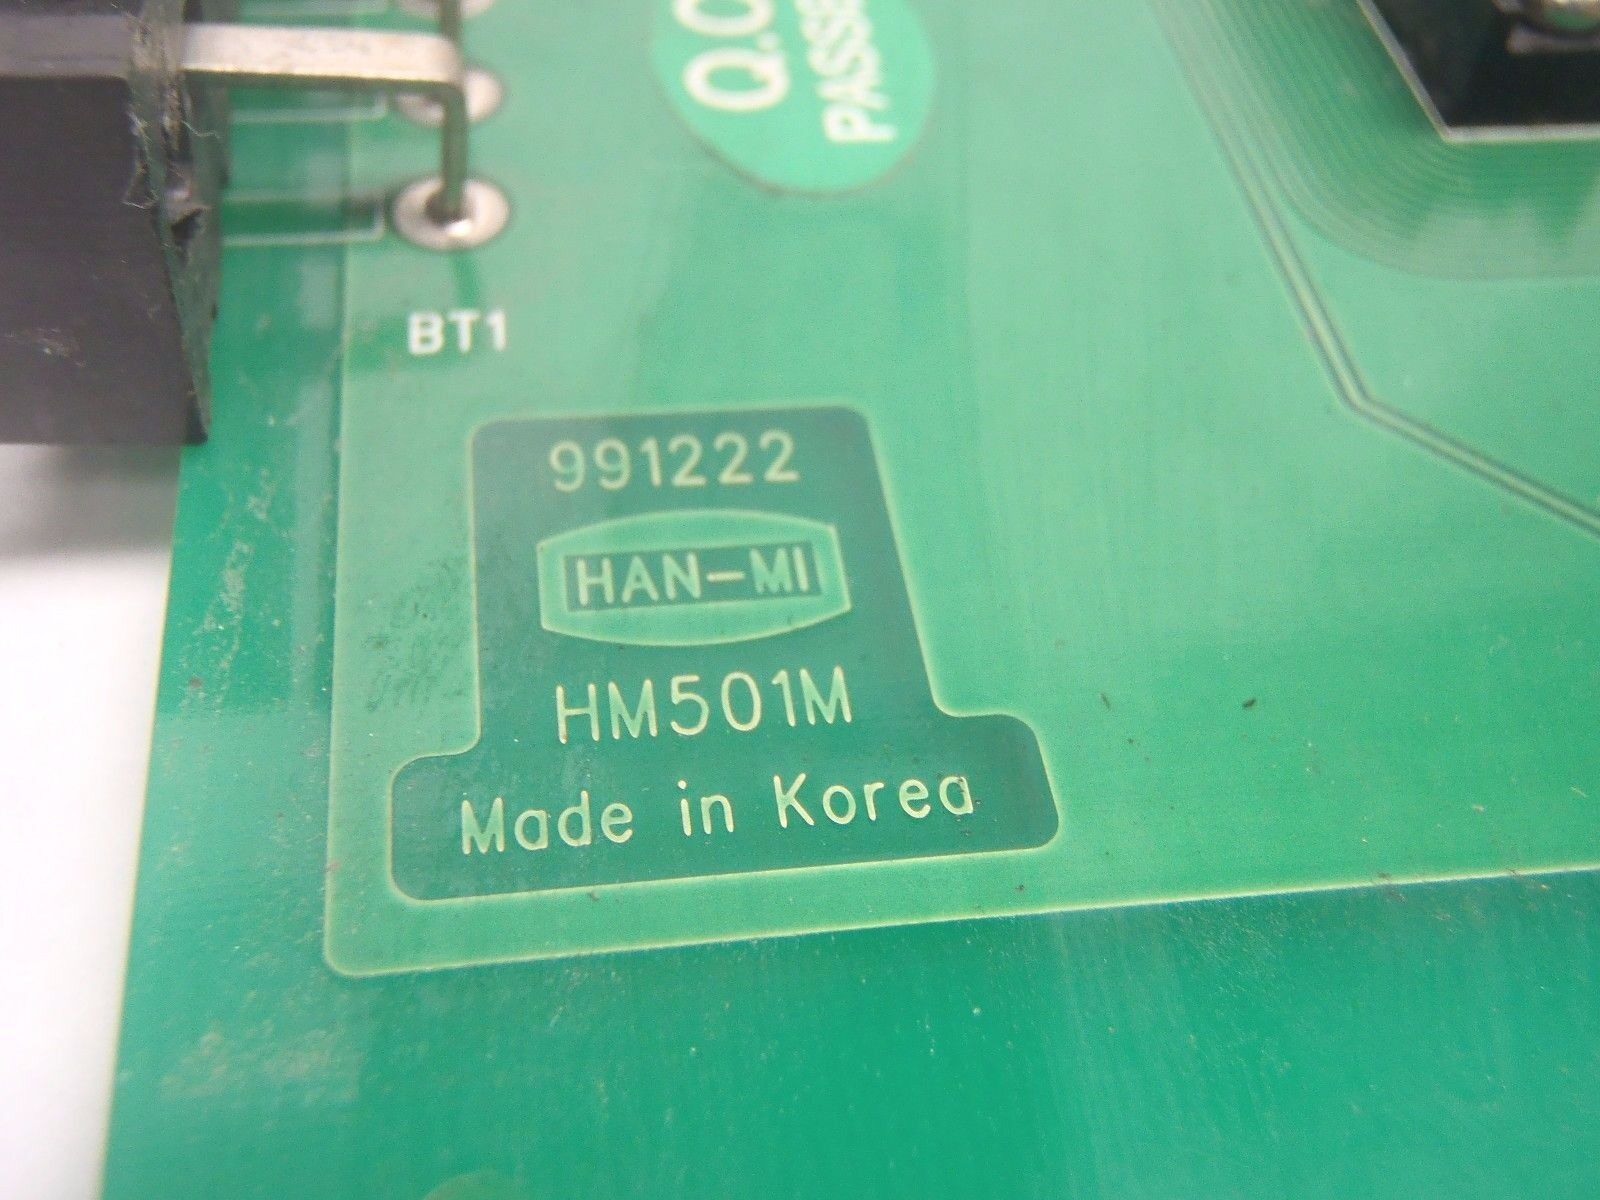 BT1
991222
HAN-MI
HM501M
Made in Korea